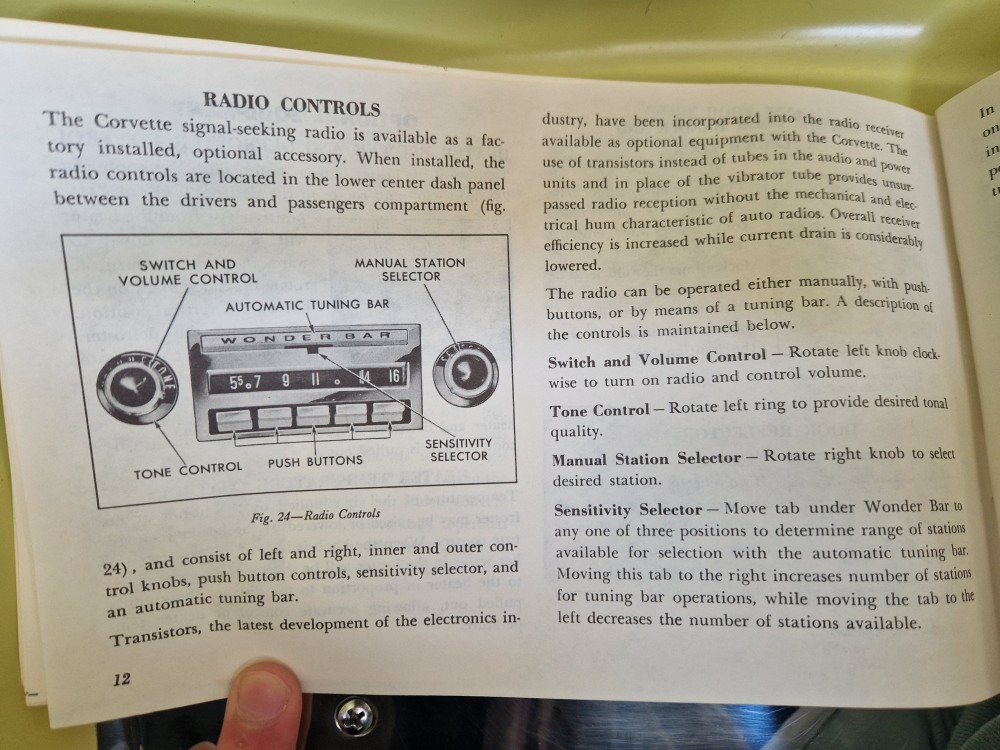 RADIO CONTROLS
The Corvette signal-seeking radio is available as a fac-
tory installed, optional accessory. When installed, the
radio controls are located in the lower center dash panel
between the drivers and passengers compartment (fig.
SWITCH AND
VOLUME CONTROL
MANUAL STATION
SELECTOR
AUTOMATIC TUNING BAR
WONDER BAR
TONE
55 7 9 11 14 16
SENSITIVITY
SELECTOR
TONE CONTROL
PUSH BUTTONS
Fig. 24—Radio Controls
24), and consist of left and right, inner and outer con-
trol knobs, push button controls, sensitivity selector, and
an automatic tuning bar.
Transistors, the latest development of the electronics in-
12
dustry, have been incorporated into the radio receiver
available as optional equipment with the Corvette. The
use of transistors instead of tubes in the audio and power
units and in place of the vibrator tube provides unsur-
passed radio reception without the mechanical and elec-
trical hum characteristic of auto radios. Overall receiver
efficiency is increased while current drain is considerably
lowered.
The radio can be operated either manually, with push-
buttons, or by means of a tuning bar. A description of
the controls is maintained below.
Switch and Volume Control — Rotate left knob clock-
wise to turn on radio and control volume.
Tone Control — Rotate left ring to provide desired tonal
quality.
Manual Station Selector — Rotate right knob to select
desired station.
Sensitivity Selector — Move tab under Wonder Bar to
any one of three positions to determine range of stations
available for selection with the automatic tuning bar.
Moving this tab to the right increases number of stations
for tuning bar operations, while moving the tab to the
left decreases the number of stations available.
In
on
in